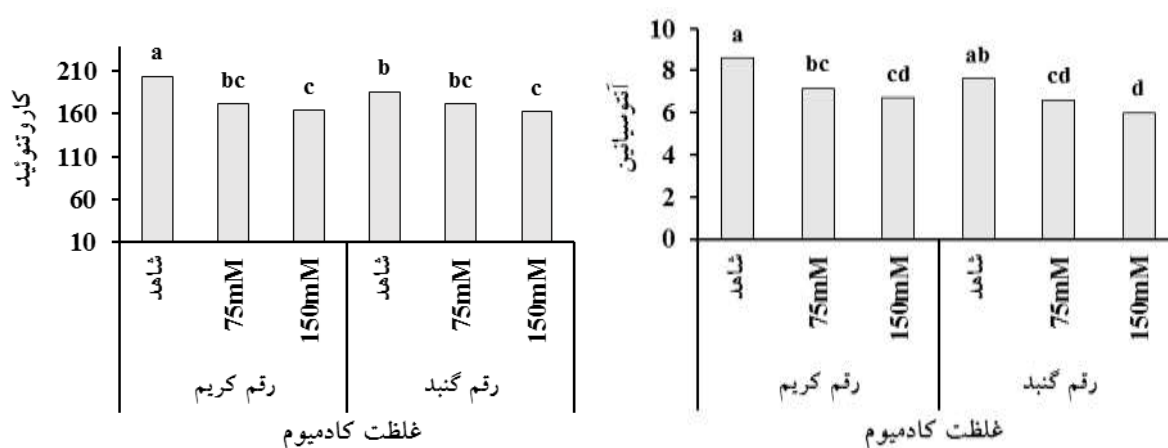 کاروتنوئید
210
160
110
60
10
a
bc
c
b
bc
c
شاهد
75mM
150mM
شاهد
75mM
150mM
رقم کریم
رقم گنبد
غلظت کادمیوم
آنتوسیانین
10
8
6
4
2
0
a
bc
cd
ab
cd
d
شاهد
75mM
150mM
شاهد
75mM
150mM
رقم کریم
رقم گنبد
غلظت کادمیوم